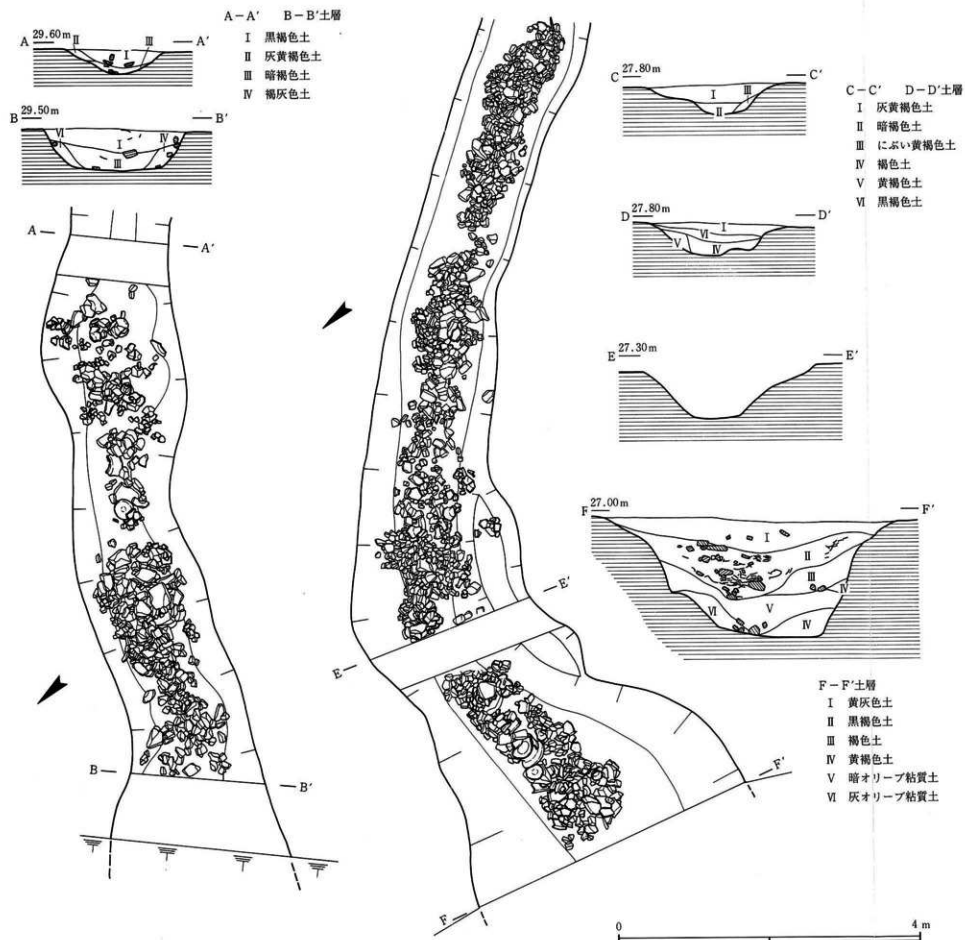 A-A' B-B'土層
I 黒褐色土
II 灰黄褐色土
III 暗褐色土
IV 褐灰色土
A 29.60m II I III A'
B 29.50m VI I III IV B'
A A'
B B'
E E'
F F'
C 27.80m I II III C'
D 27.80m I VI V IV D'
E 27.30m E'
F 27.00m I II III IV V VI IV F'
C-C' D-D'土層
I 灰黄褐色土
II 暗褐色土
III にぶい黄褐色土
IV 褐色土
V 黄褐色土
VI 黒褐色土
F-F'土層
I 黄灰色土
II 黒褐色土
III 褐色土
IV 黄褐色土
V 暗オリーブ粘質土
VI 灰オリーブ粘質土
0 4m